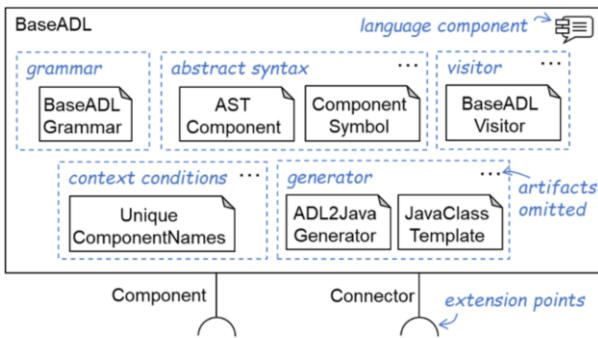 BaseADL
language component
grammar
abstract syntax
...
visitor
...
BaseADL
Grammar
AST
Component
Component
Symbol
BaseADL
Visitor
context conditions
...
generator
...
Unique
ComponentNames
ADL2Java
Generator
JavaClass
Template
artifacts
omitted
Component
Connector
extension points